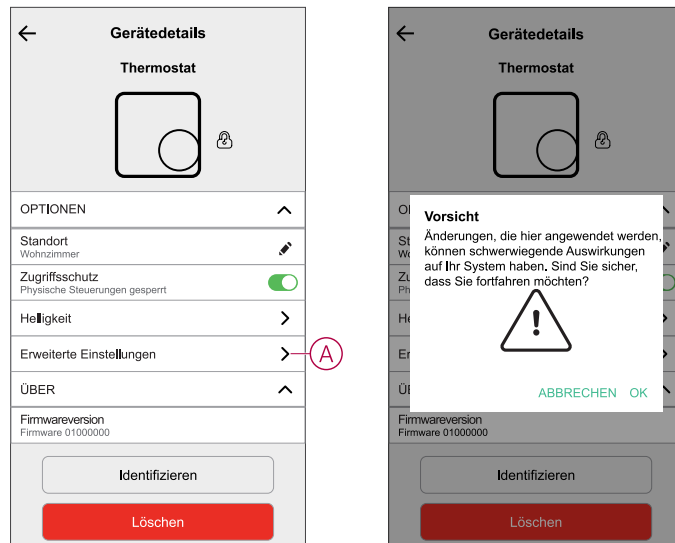 Gerätedetails
Thermostat
OPTIONEN
Standort
Wohnzimmer
Zugriffsschutz
Physische Steuerungen gesperrt
Helligkeit
Erweiterte Einstellungen
A
ÜBER
Firmwareversion
Firmware 01000000
Identifizieren
Löschen
Gerätedetails
Thermostat
Vorsicht
Änderungen, die hier angewendet werden,
können schwerwiegende Auswirkungen
auf Ihr System haben. Sind Sie sicher,
dass Sie fortfahren möchten?
!
ABBRECHEN OK
Firmwareversion
Firmware 01000000
Identifizieren
Löschen